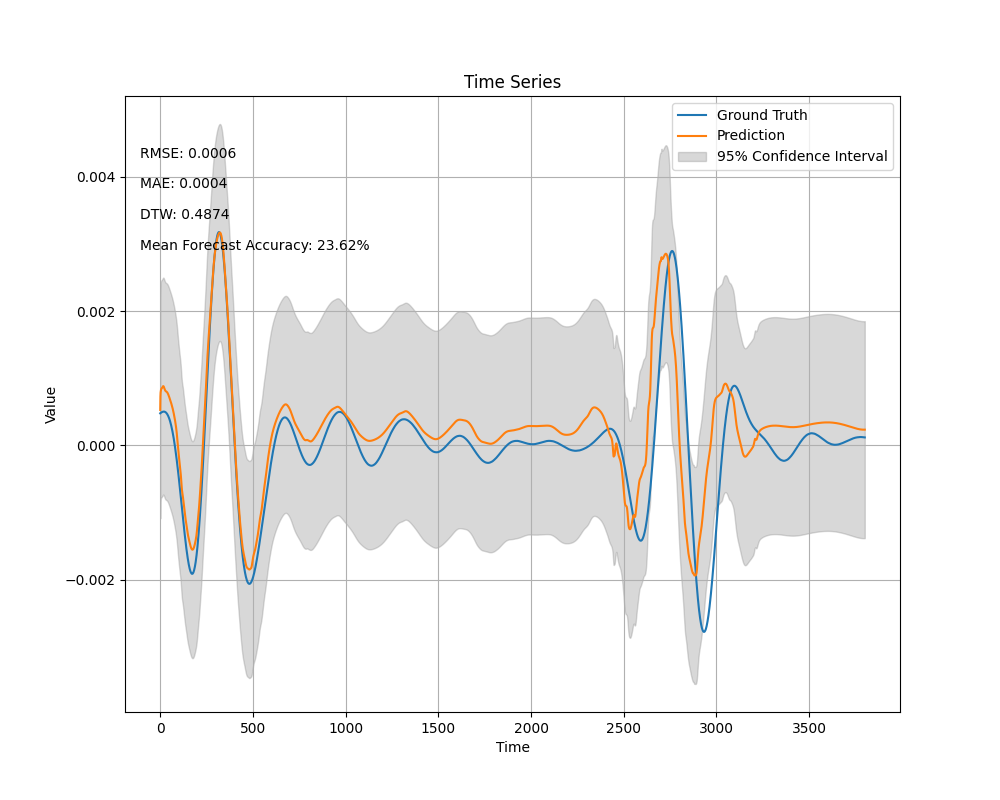 Time Series
Ground Truth
Prediction
95% Confidence Interval
RMSE: 0.0006
MAE: 0.0004
DTW: 0.4874
Mean Forecast Accuracy: 23.62%
Value
0.004
0.002
0.000
−0.002
0 500 1000 1500 2000 2500 3000 3500
Time